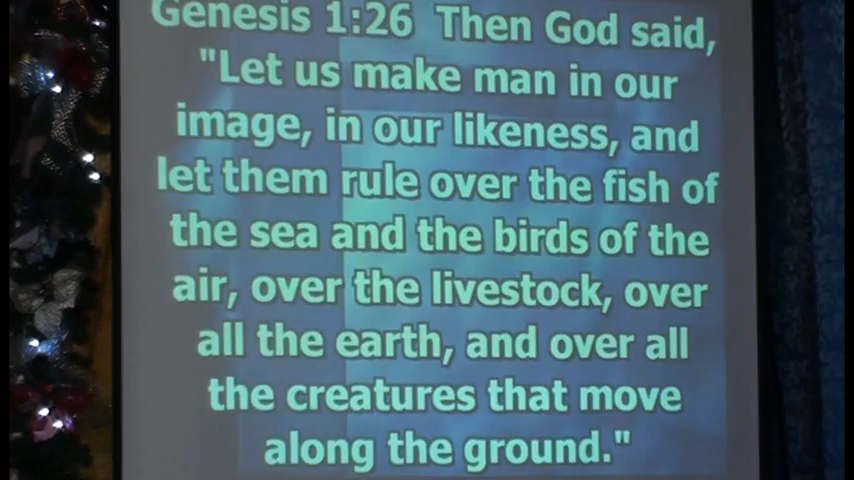 Genesis 1:26 Then God said,
"Let us make man in our
image, in our likeness, and
let them rule over the fish of
the sea and the birds of the
air, over the livestock, over
all the earth, and over all
the creatures that move
along the ground."